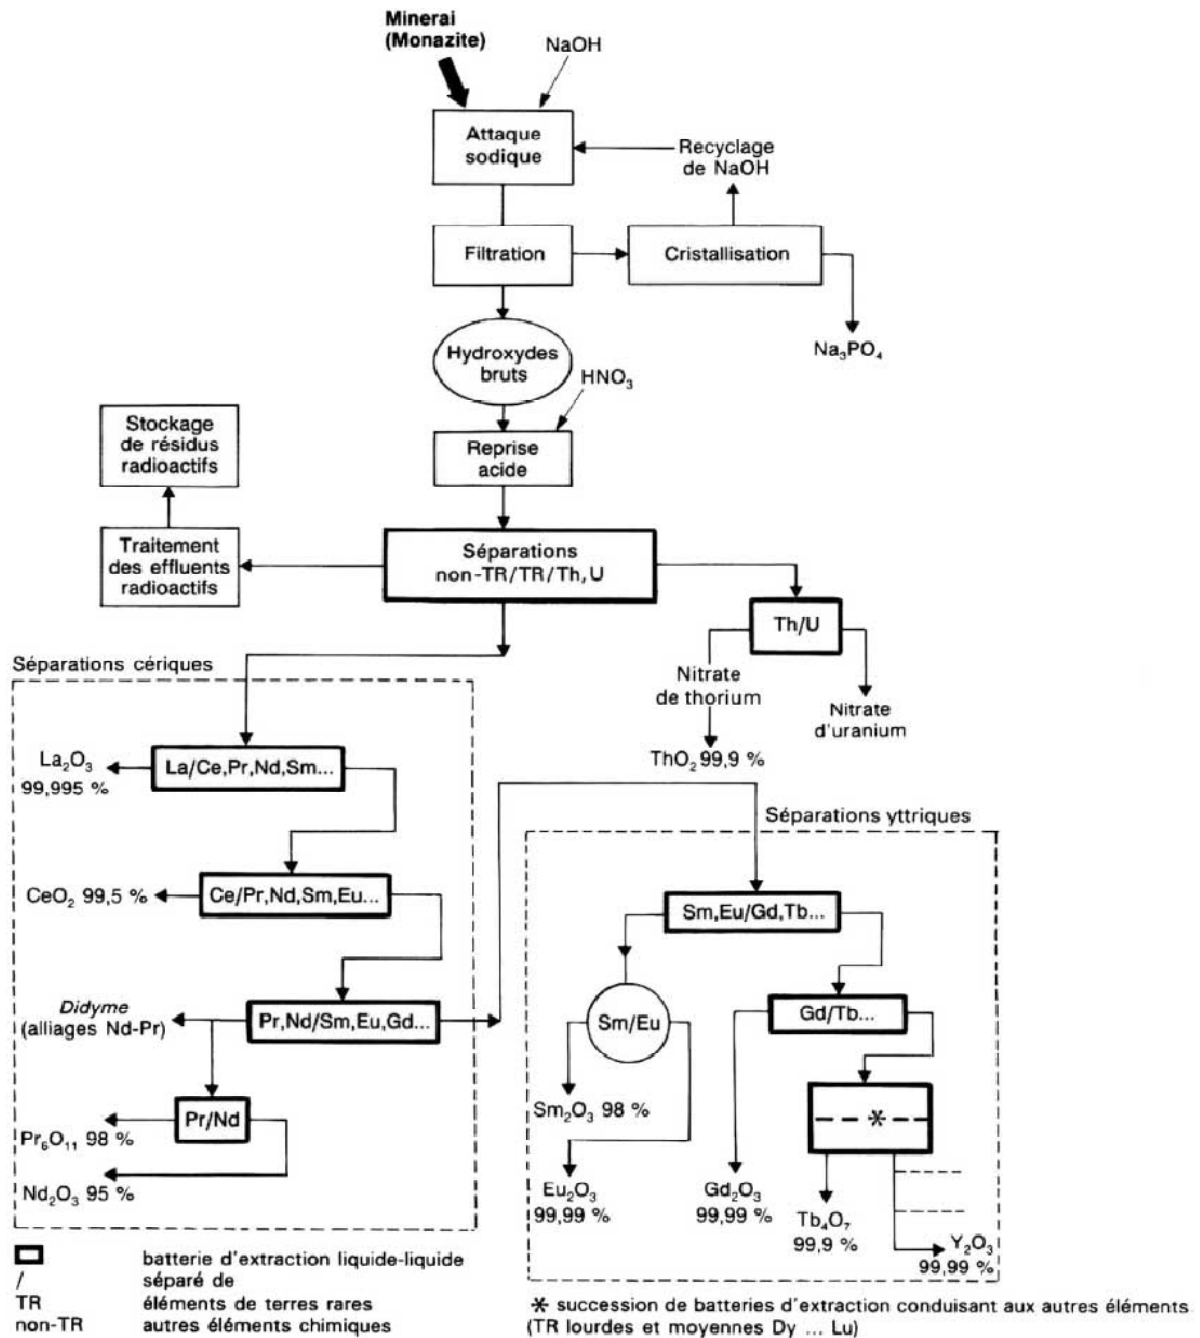 Minerai
(Monazite)
NaOH
Attaque
sodique
Recyclage
de NaOH
Filtration
Cristallisation
Na₃PO₄
Hydroxydes
bruts
HNO₃
Reprise
acide
Stockage
de résidus
radioactifs
Traitement
des effluents
radioactifs
Séparations
non-TR/TR/Th,U
Th/U
Nitrate
de thorium
Nitrate
d'uranium
ThO₂ 99,9 %
Séparations cériques
La₂O₃
99,995 %
La/Ce,Pr,Nd,Sm...
CeO₂ 99,5 %
Ce/Pr,Nd,Sm,Eu...
Didyme
(alliages Nd-Pr)
Pr,Nd/Sm,Eu,Gd...
Pr/Nd
Pr₆O₁₁ 98 %
Nd₂O₃ 95 %
Séparations yttriques
Sm,Eu/Gd,Tb...
Sm/Eu
Gd/Tb...
*
Sm₂O₃ 98 %
Eu₂O₃
99,99 %
Gd₂O₃
99,99 %
Tb₄O₇
99,9 %
Y₂O₃
99,99 %
batterie d'extraction liquide-liquide
/ séparé de
TR éléments de terres rares
non-TR autres éléments chimiques
* succession de batteries d'extraction conduisant aux autres éléments
(TR lourdes et moyennes Dy ... Lu)